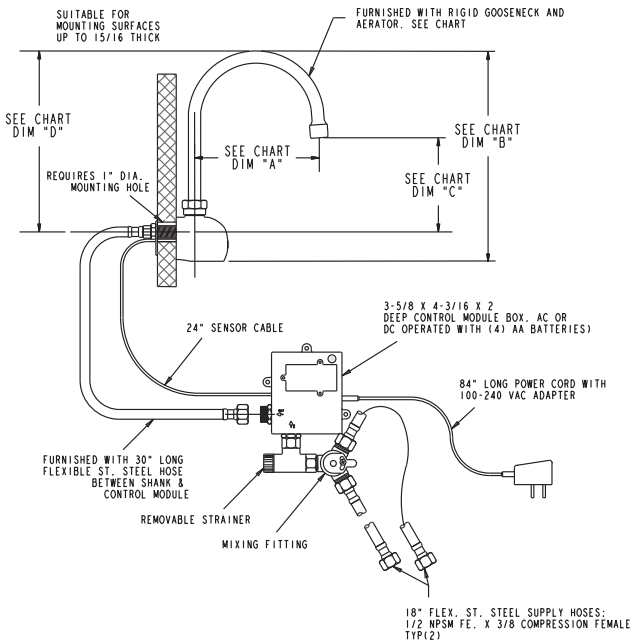 SUITABLE FOR
MOUNTING SURFACES
UP TO 15/16 THICK
FURNISHED WITH RIGID GOOSENECK AND
AERATOR. SEE CHART
SEE CHART
DIM "D"
SEE CHART
DIM "A"
SEE CHART
DIM "B"
SEE CHART
DIM "C"
REQUIRES 1" DIA.
MOUNTING HOLE
24" SENSOR CABLE
3-5/8 X 4-3/16 X 2
DEEP CONTROL MODULE BOX. AC OR
DC OPERATED WITH (4) AA BATTERIES)
84" LONG POWER CORD WITH
100-240 VAC ADAPTER
FURNISHED WITH 30" LONG
FLEXIBLE ST. STEEL HOSE
BETWEEN SHANK &
CONTROL MODULE
REMOVABLE STRAINER
MIXING FITTING
18" FLEX. ST. STEEL SUPPLY HOSES:
1/2 NPSM FE. X 3/8 COMPRESSION FEMALE
TYP(2)